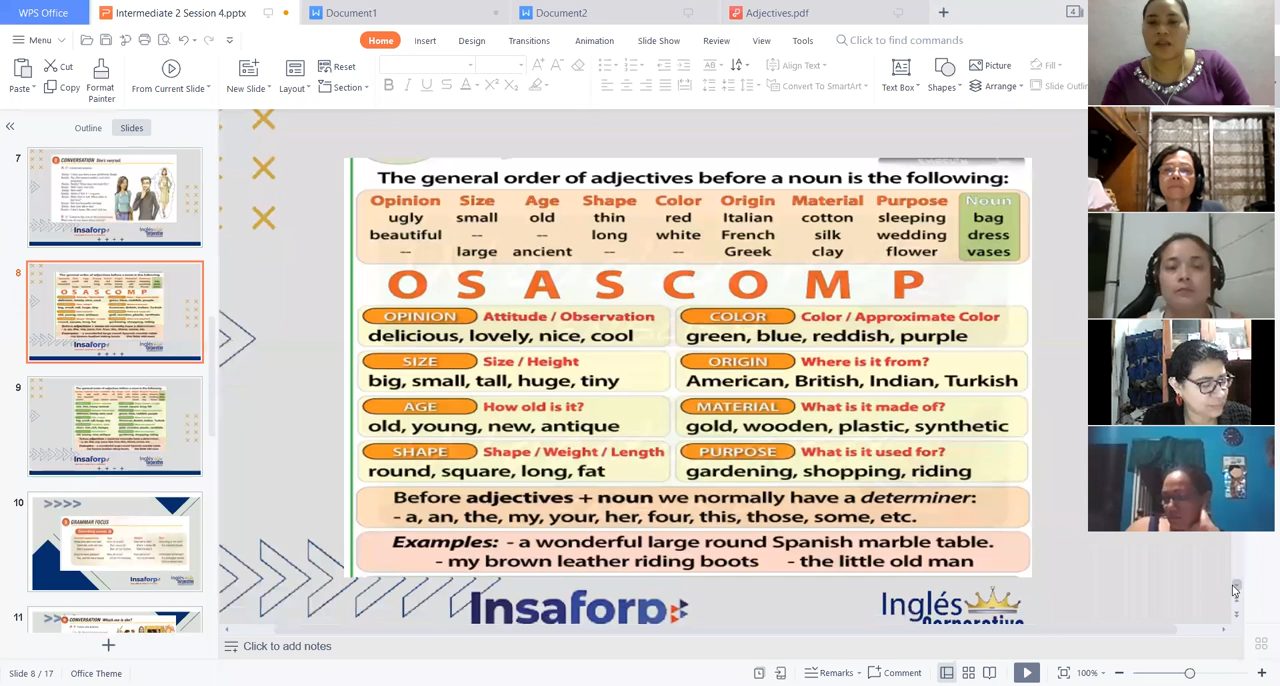 WPS Office
Intermediate 2 Session 4.pptx
Document1
Document2
Adjectives.pdf
Menu
Home
Insert
Design
Transitions
Animation
Slide Show
Review
View
Tools
Click to find commands
Paste
Cut
Copy
Format Painter
From Current Slide
New Slide
Layout
Reset
Section
Align Text
Convert To SmartArt
Text Box
Shapes
Picture
Arrange
Fill
Slide Outlin
Outline
Slides
7
8
9
10
11
The general order of adjectives before a noun is the following:
Opinion Size Age Shape Color Origin Material Purpose Noun
ugly small old thin red Italian cotton sleeping bag
beautiful -- -- long white French silk wedding dress
-- large ancient -- -- Greek clay flower vases
O S A S C O M P
OPINION Attitude / Observation
delicious, lovely, nice, cool
COLOR Color / Approximate Color
green, blue, reddish, purple
SIZE Size / Height
big, small, tall, huge, tiny
ORIGIN Where is it from?
American, British, Indian, Turkish
AGE How old is it?
old, young, new, antique
MATERIAL What is it made of?
gold, wooden, plastic, synthetic
SHAPE Shape / Weight / Length
round, square, long, fat
PURPOSE What is it used for?
gardening, shopping, riding
Before adjectives + noun we normally have a determiner:
- a, an, the, my, your, her, four, this, those, some, etc.
Examples: - a wonderful large round Spanish marble table.
- my brown leather riding boots - the little old man
Insaforp
Inglés
Corporativo
Click to add notes
Slide 8 / 17
Office Theme
Remarks
Comment
100%